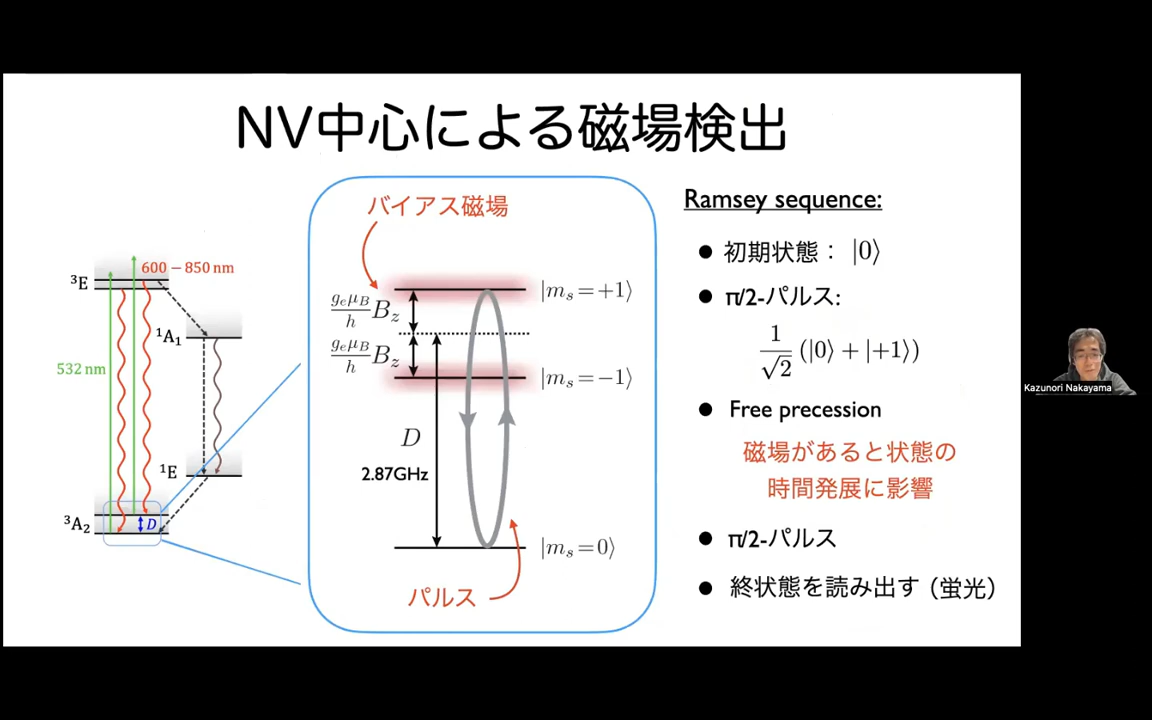 NV中心による磁場検出
バイアス磁場
Ramsey sequence:
初期状態： |0⟩
π/2-パルス:
1/√2 (|0⟩ + |+1⟩)
Free precession
磁場があると状態の
時間発展に影響
π/2-パルス
終状態を読み出す（蛍光）
600 − 850 nm
³E
¹A₁
532 nm
¹E
³A₂
D
|mₛ = +1⟩
gₑμ_B/h B_z
gₑμ_B/h B_z
|mₛ = −1⟩
D
2.87GHz
|mₛ = 0⟩
パルス
Kazunori Nakayama